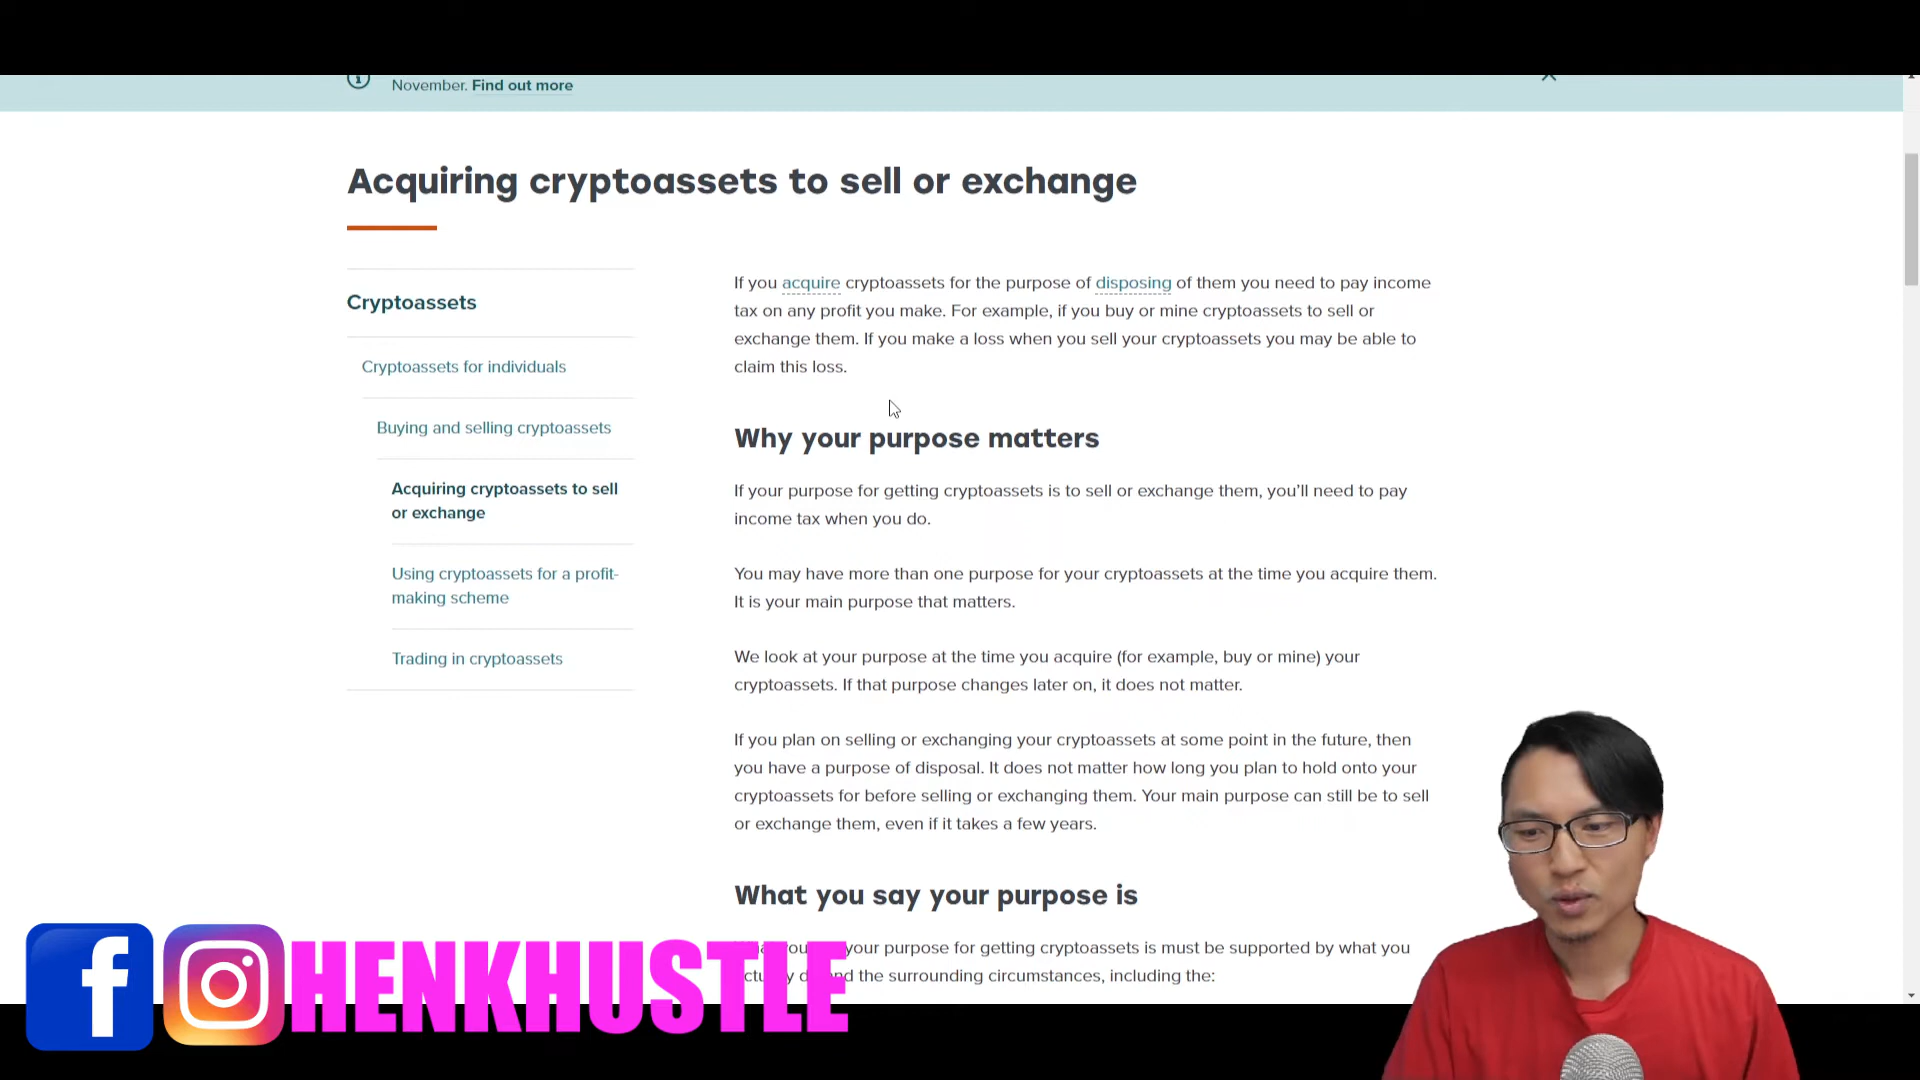 November. Find out more
Acquiring cryptoassets to sell or exchange
Cryptoassets
Cryptoassets for individuals
Buying and selling cryptoassets
Acquiring cryptoassets to sell
or exchange
Using cryptoassets for a profit-
making scheme
Trading in cryptoassets
If you acquire cryptoassets for the purpose of disposing of them you need to pay income
tax on any profit you make. For example, if you buy or mine cryptoassets to sell or
exchange them. If you make a loss when you sell your cryptoassets you may be able to
claim this loss.
Why your purpose matters
If your purpose for getting cryptoassets is to sell or exchange them, you'll need to pay
income tax when you do.
You may have more than one purpose for your cryptoassets at the time you acquire them.
It is your main purpose that matters.
We look at your purpose at the time you acquire (for example, buy or mine) your
cryptoassets. If that purpose changes later on, it does not matter.
If you plan on selling or exchanging your cryptoassets at some point in the future, then
you have a purpose of disposal. It does not matter how long you plan to hold onto your
cryptoassets for before selling or exchanging them. Your main purpose can still be to sell
or exchange them, even if it takes a few years.
What you say your purpose is
your purpose for getting cryptoassets is must be supported by what you
the surrounding circumstances, including the:
f HENKHUSTLE